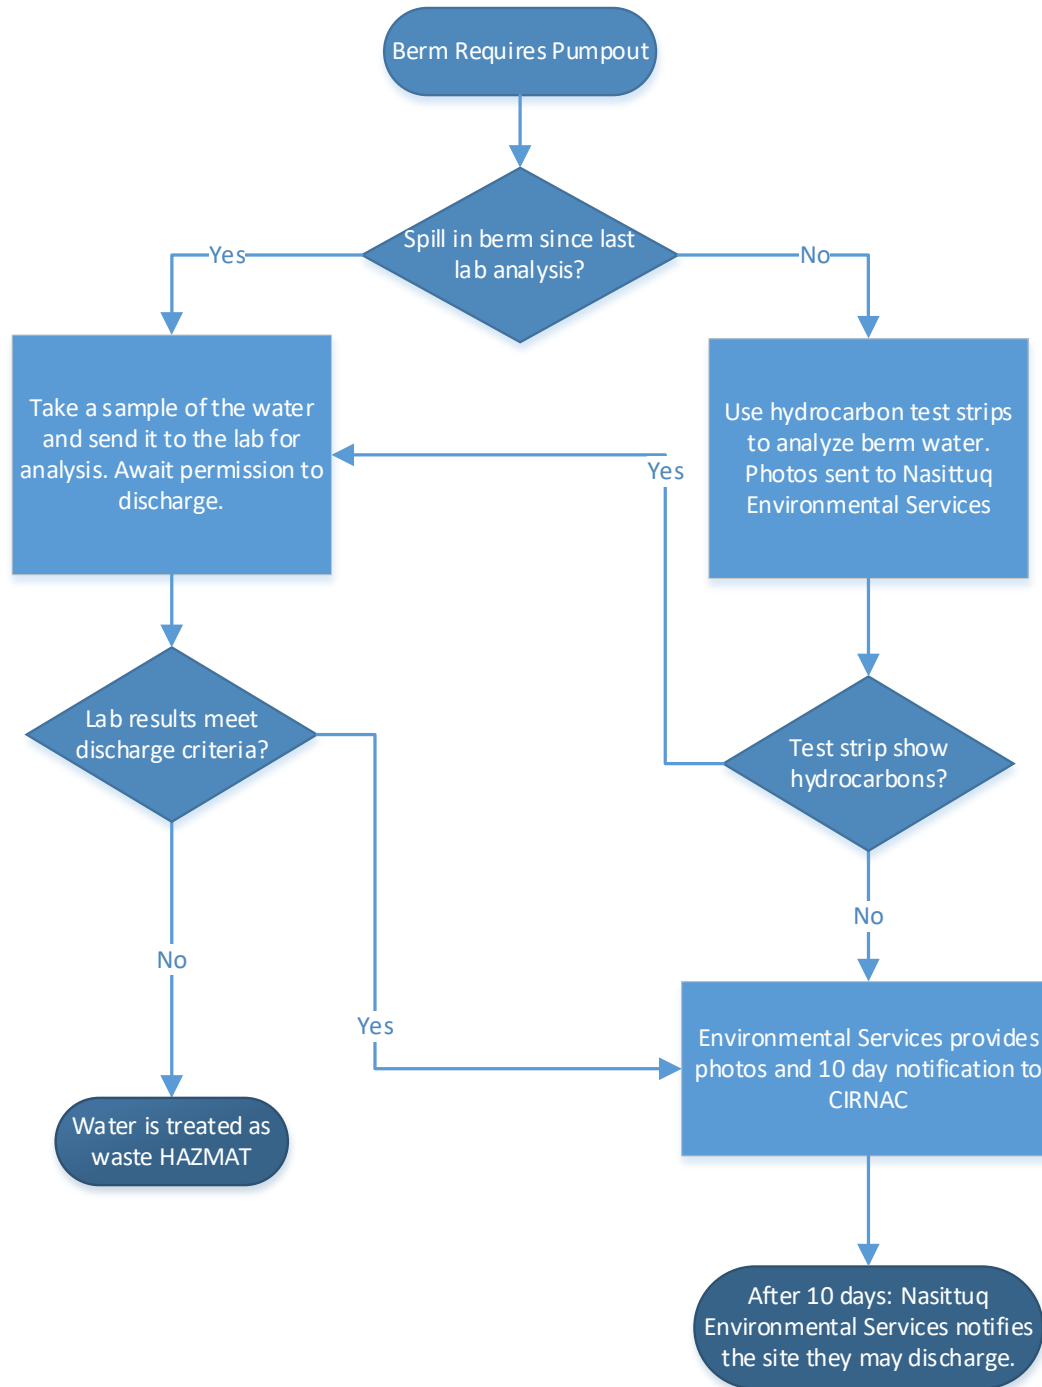 Berm Requires Pumpout
Spill in berm since last
lab analysis?
Yes
No
Take a sample of the water
and send it to the lab for
analysis. Await permission to
discharge.
Use hydrocarbon test strips
to analyze berm water.
Photos sent to Nasittuq
Environmental Services
Yes
Lab results meet
discharge criteria?
Test strip show
hydrocarbons?
No
No
Yes
Environmental Services provides
photos and 10 day notification to
CIRNAC
Water is treated as
waste HAZMAT
After 10 days: Nasittuq
Environmental Services notifies
the site they may discharge.